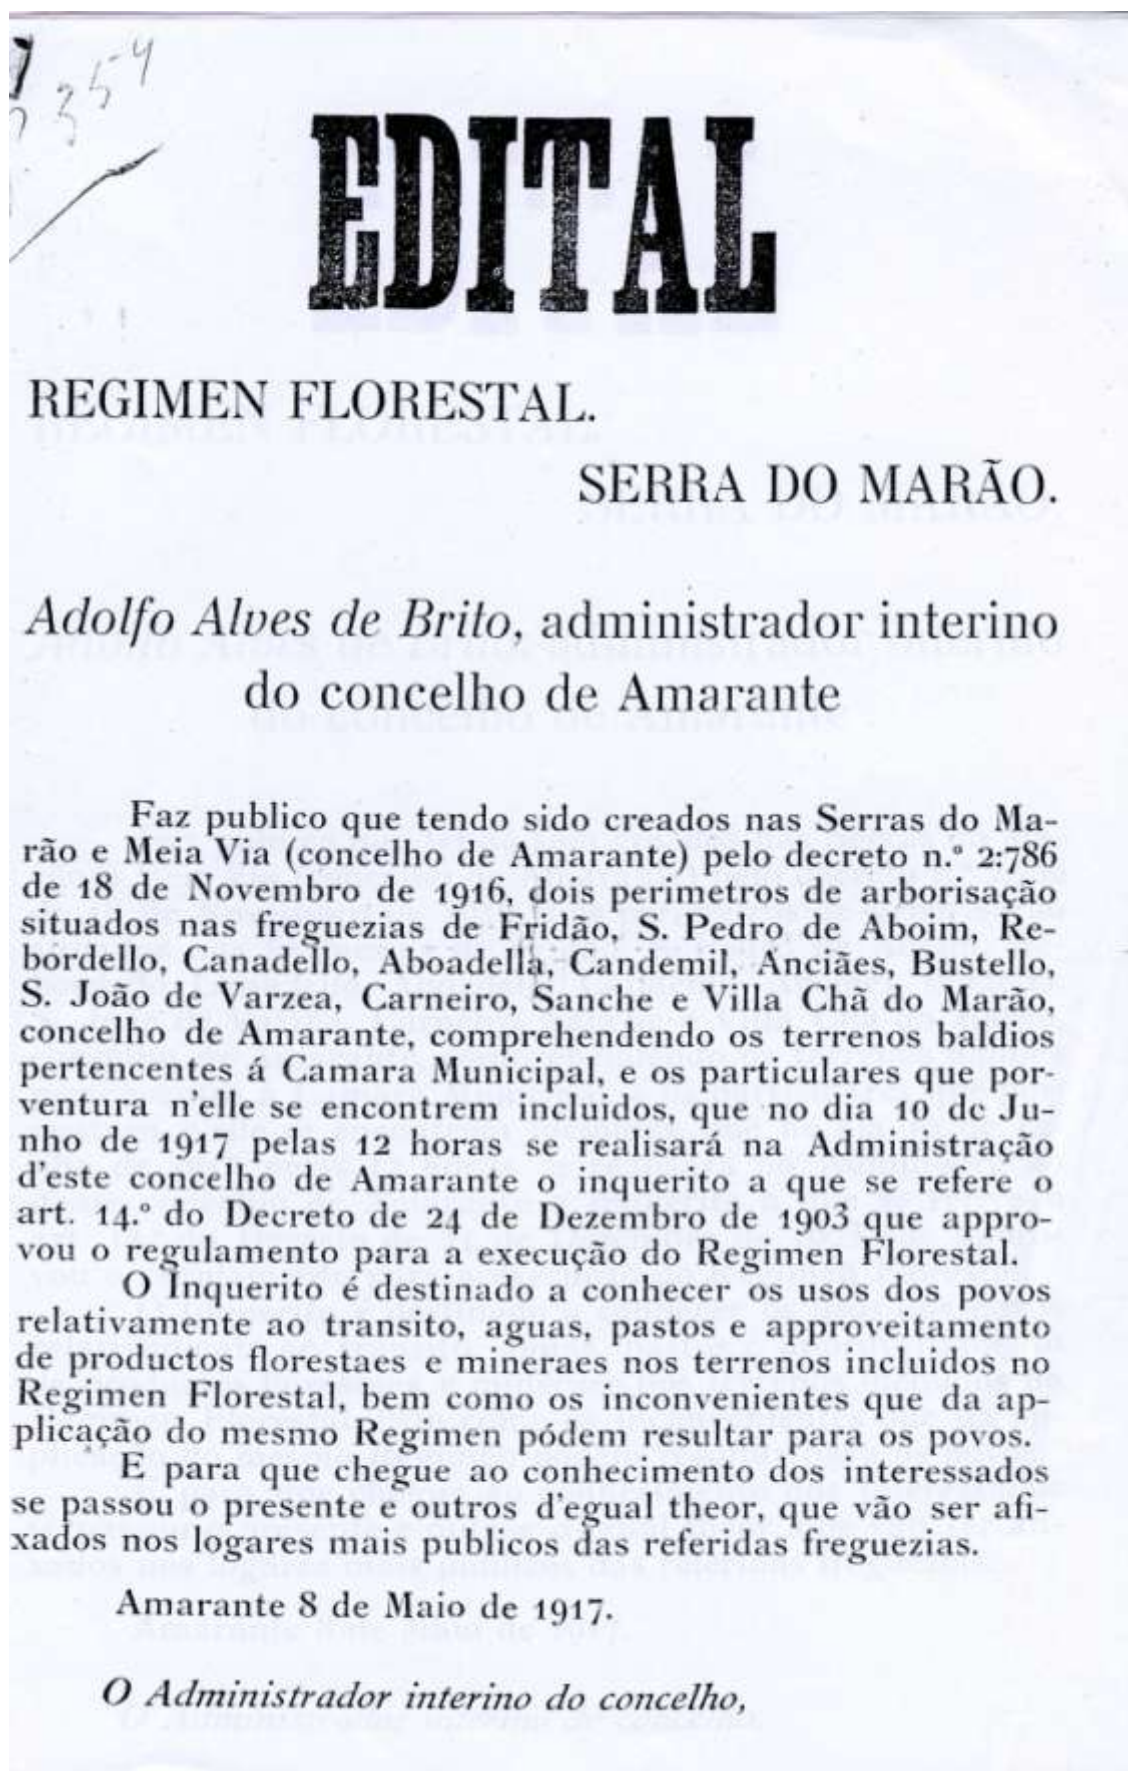 354
EDITAL
REGIMEN FLORESTAL.
SERRA DO MARÃO.
Adolfo Alves de Brito, administrador interino
do concelho de Amarante
Faz publico que tendo sido creados nas Serras do Ma-
rão e Meia Via (concelho de Amarante) pelo decreto n.º 2:786
de 18 de Novembro de 1916, dois perimetros de arborisação
situados nas freguezias de Fridão, S. Pedro de Aboim, Re-
bordello, Canadello, Aboadella, Candemil, Anciães, Bustello,
S. João de Varzea, Carneiro, Sanche e Villa Chã do Marão,
concelho de Amarante, comprehendendo os terrenos baldios
pertencentes á Camara Municipal, e os particulares que por-
ventura n'elle se encontrem incluidos, que no dia 10 de Ju-
nho de 1917 pelas 12 horas se realisará na Administração
d'este concelho de Amarante o inquerito a que se refere o
art. 14.º do Decreto de 24 de Dezembro de 1903 que appro-
vou o regulamento para a execução do Regimen Florestal.
O Inquerito é destinado a conhecer os usos dos povos
relativamente ao transito, aguas, pastos e approveitamento
de productos florestaes e mineraes nos terrenos incluidos no
Regimen Florestal, bem como os inconvenientes que da ap-
plicação do mesmo Regimen pódem resultar para os povos.
E para que chegue ao conhecimento dos interessados
se passou o presente e outros d'egual theor, que vão ser afi-
xados nos logares mais publicos das referidas freguezias.
Amarante 8 de Maio de 1917.
O Administrador interino do concelho,